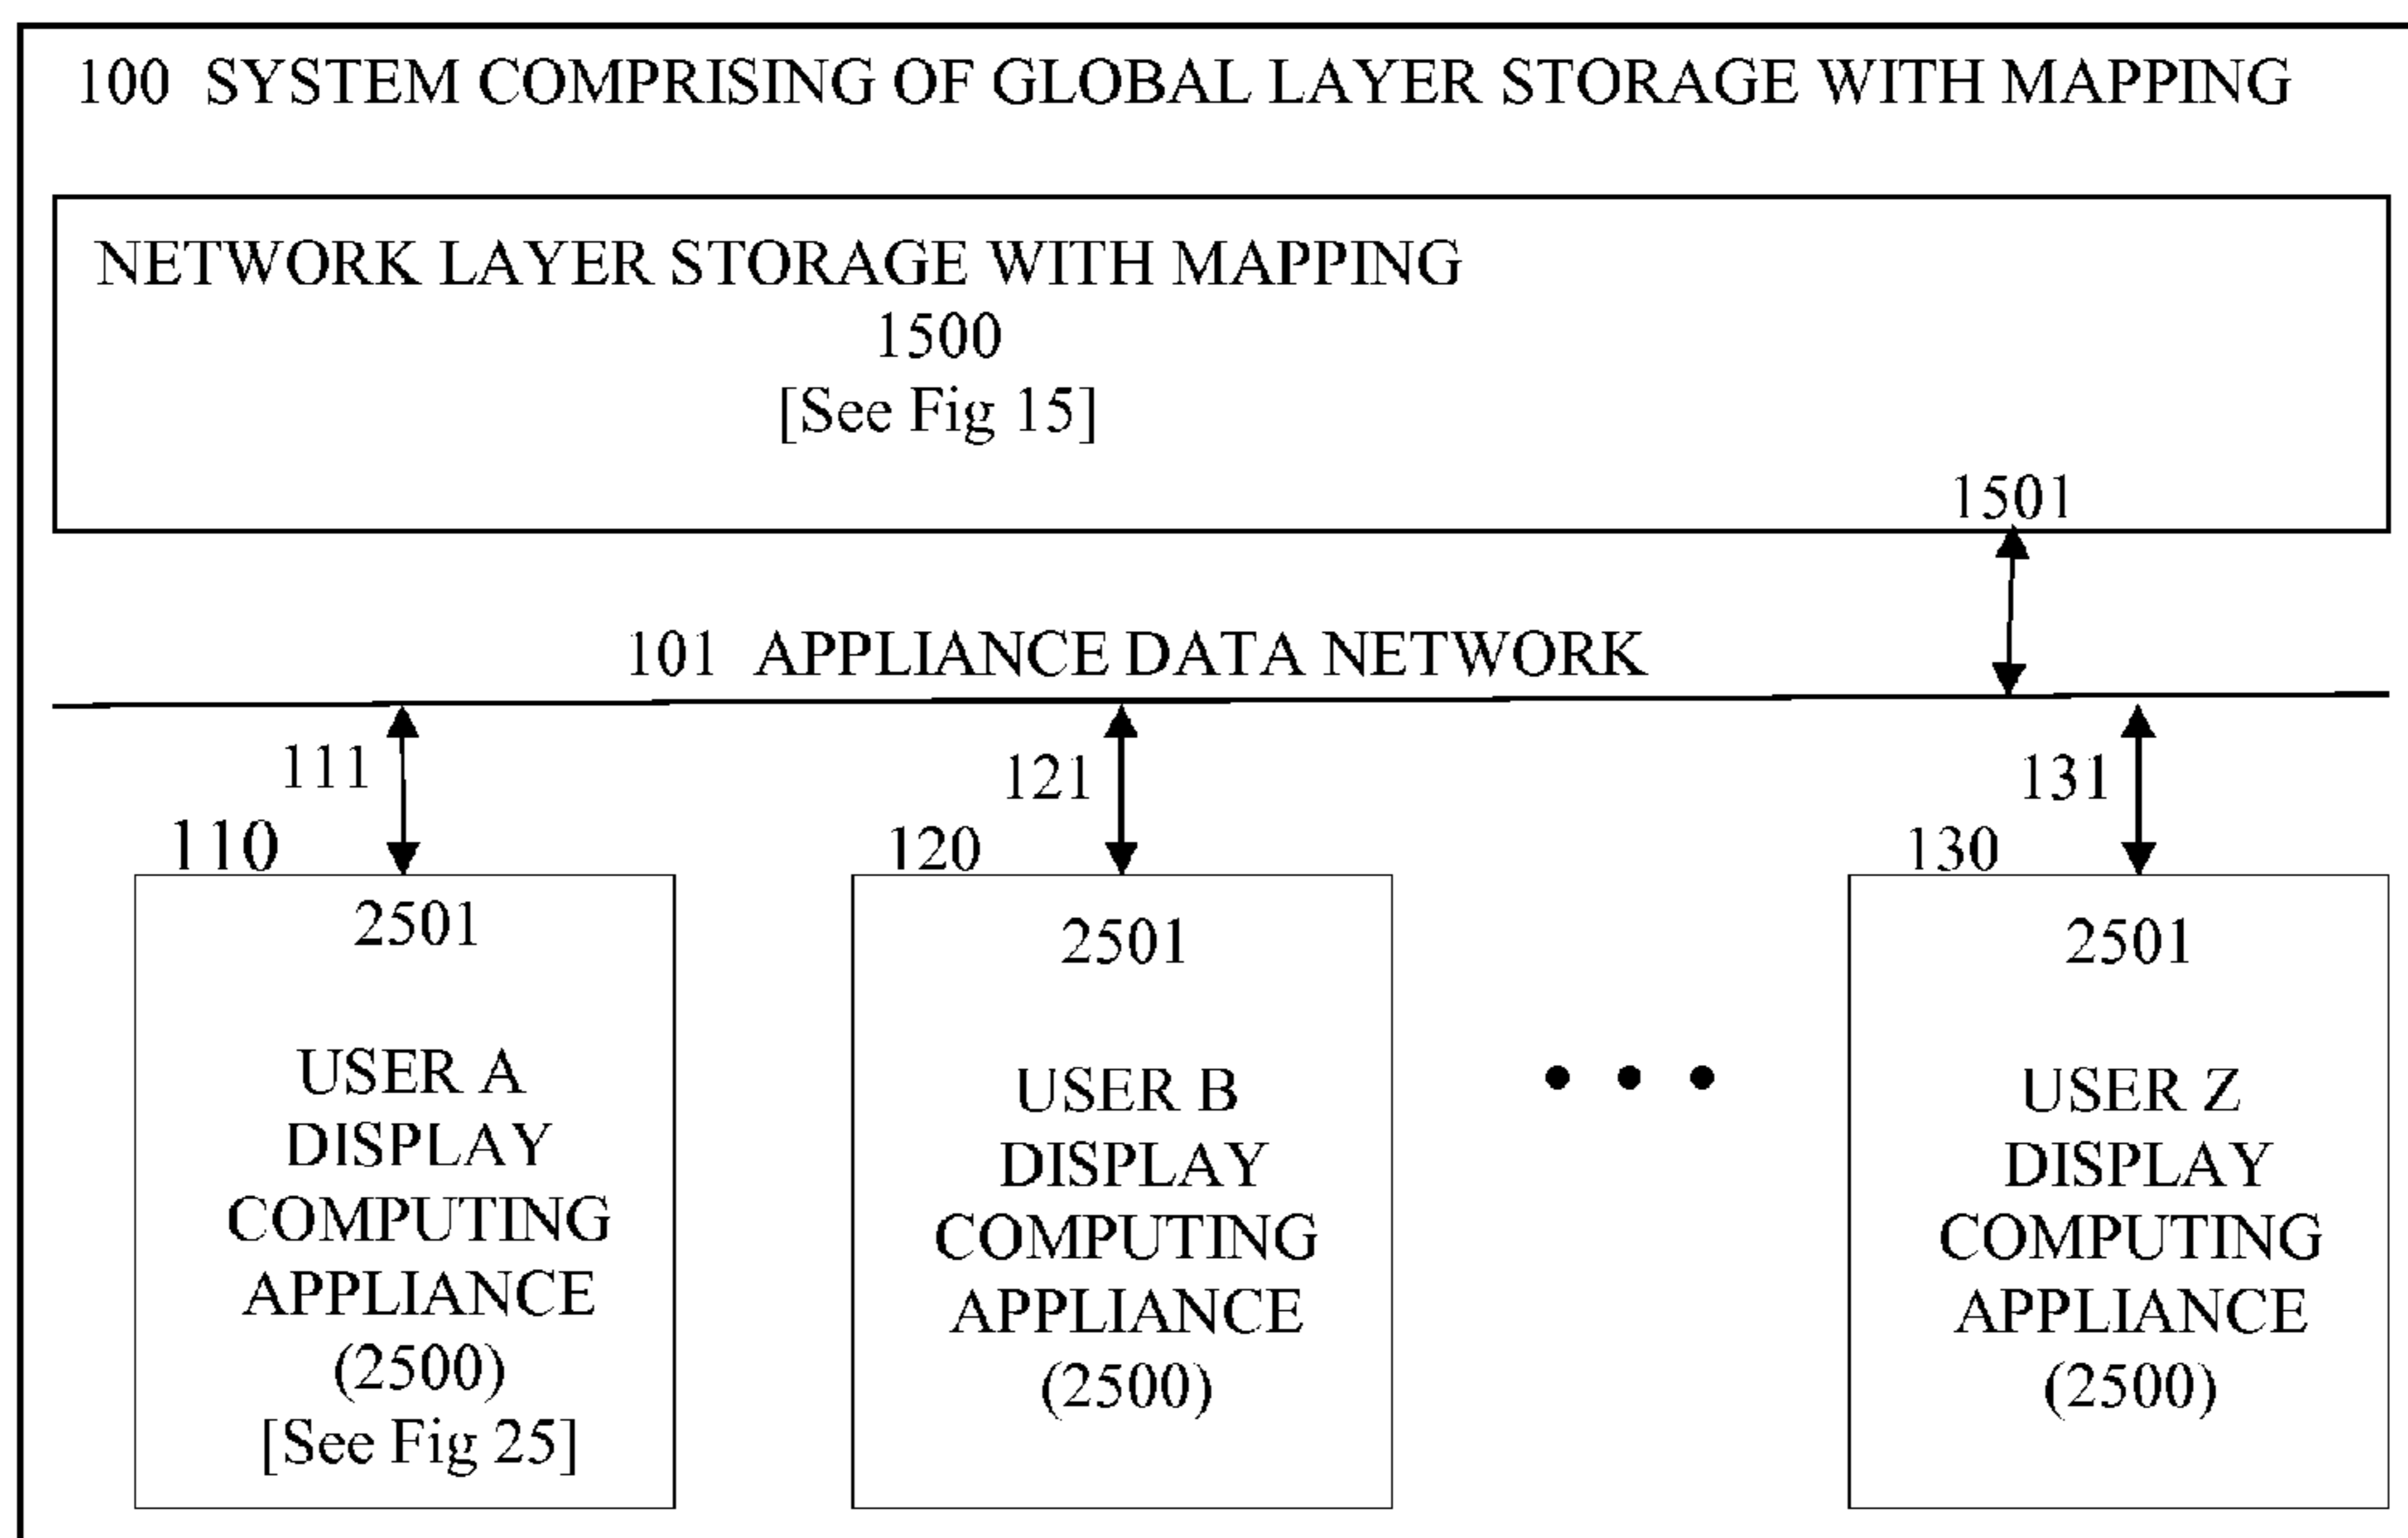 100 SYSTEM COMPRISING OF GLOBAL LAYER STORAGE WITH MAPPING
NETWORK LAYER STORAGE WITH MAPPING
1500
[See Fig 15]
1501
101 APPLIANCE DATA NETWORK
111
121
131
110
120
130
2501
USER A
DISPLAY
COMPUTING
APPLIANCE
(2500)
[See Fig 25]
2501
USER B
DISPLAY
COMPUTING
APPLIANCE
(2500)
• • •
2501
USER Z
DISPLAY
COMPUTING
APPLIANCE
(2500)